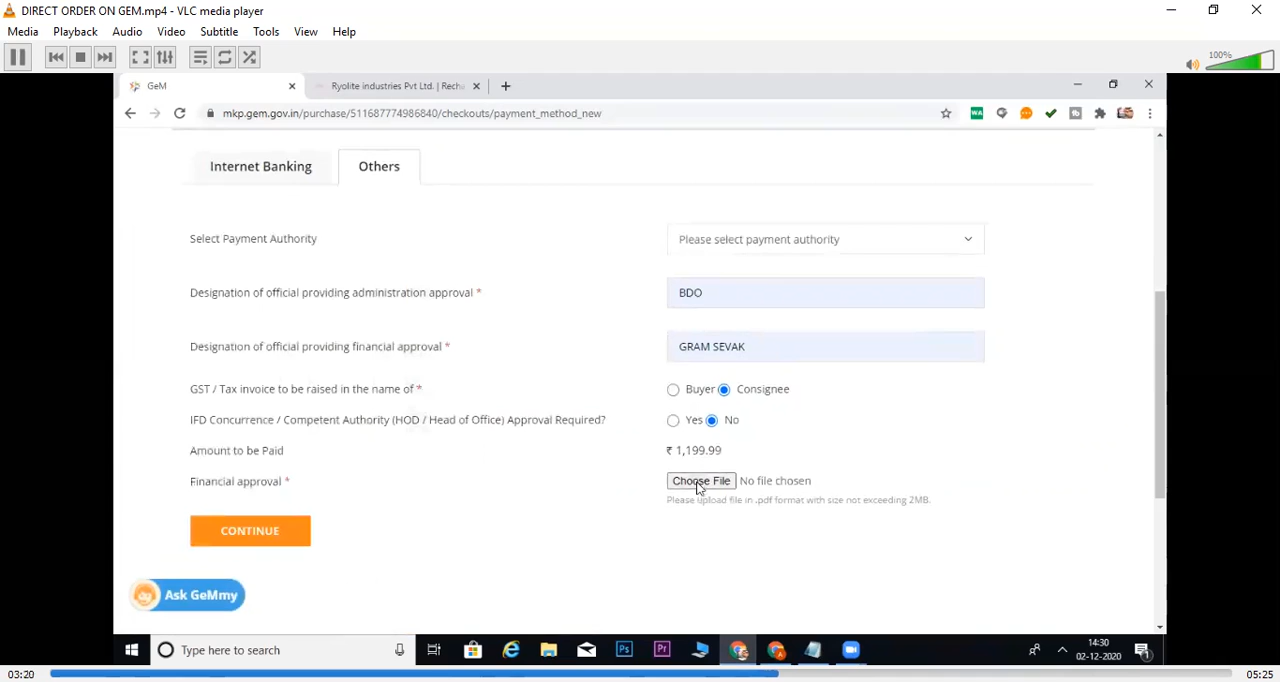 DIRECT ORDER ON GEM.mp4 - VLC media player
Media Playback Audio Video Subtitle Tools View Help
100%
GeM
Ryolite industries Pvt Ltd. | Recha
mkp.gem.gov.in/purchase/511687774986840/checkouts/payment_method_new
Internet Banking
Others
Select Payment Authority
Please select payment authority
Designation of official providing administration approval *
BDO
Designation of official providing financial approval *
GRAM SEVAK
GST / Tax invoice to be raised in the name of *
Buyer Consignee
IFD Concurrence / Competent Authority (HOD / Head of Office) Approval Required?
Yes No
Amount to be Paid
₹ 1,199.99
Financial approval *
Choose File No file chosen
Please upload file in .pdf format with size not exceeding 2MB.
CONTINUE
Ask GeMmy
Type here to search
14:30
02-12-2020
03:20
05:25